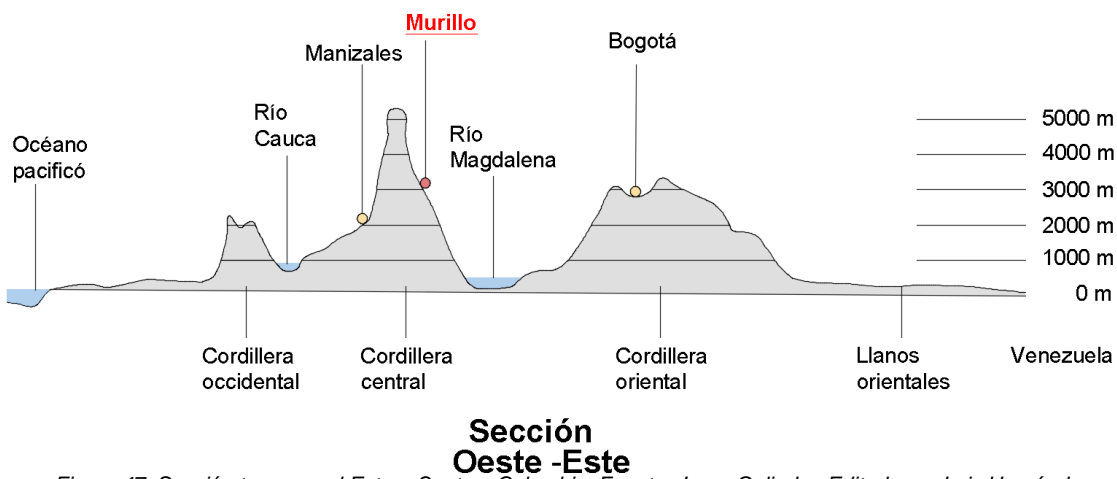 Murillo
Manizales
Bogotá
Río
Cauca
Río
Magdalena
Océano
pacificó
5000 m
4000 m
3000 m
2000 m
1000 m
0 m
Cordillera
occidental
Cordillera
central
Cordillera
oriental
Llanos
orientales
Venezuela
Sección
Oeste -Este